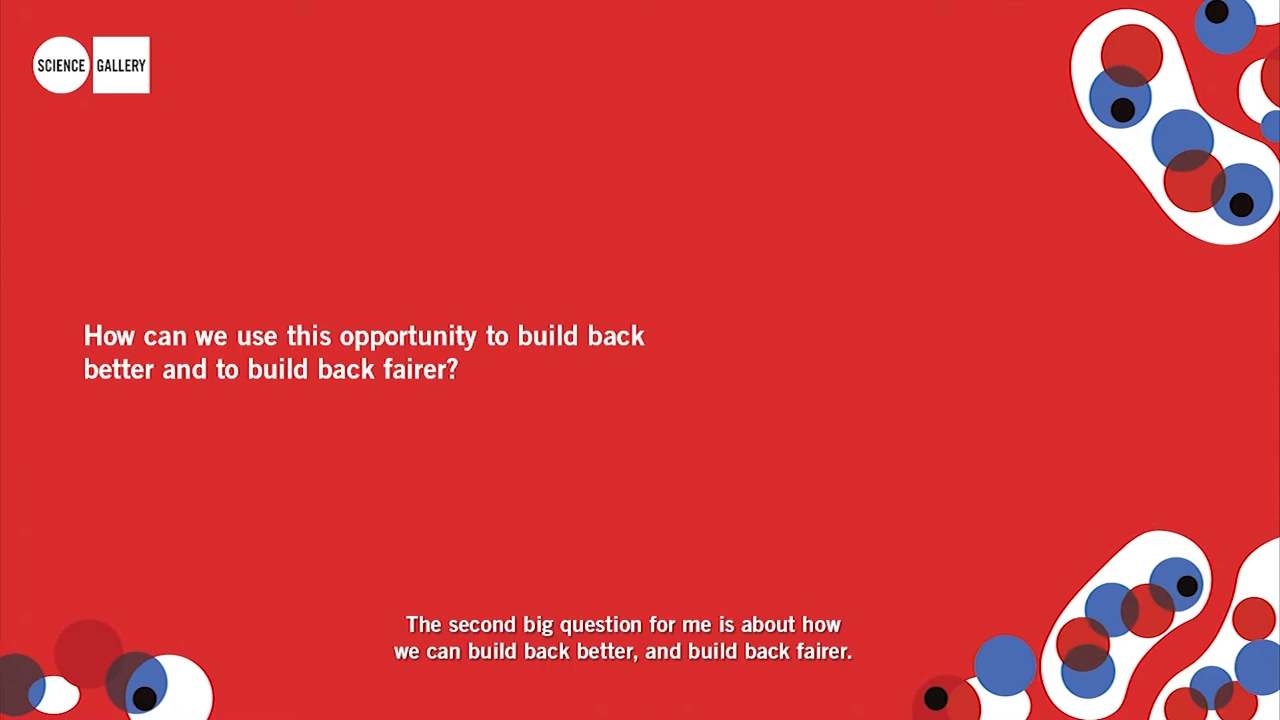 SCIENCE GALLERY
How can we use this opportunity to build back
better and to build back fairer?
The second big question for me is about how
we can build back better, and build back fairer.